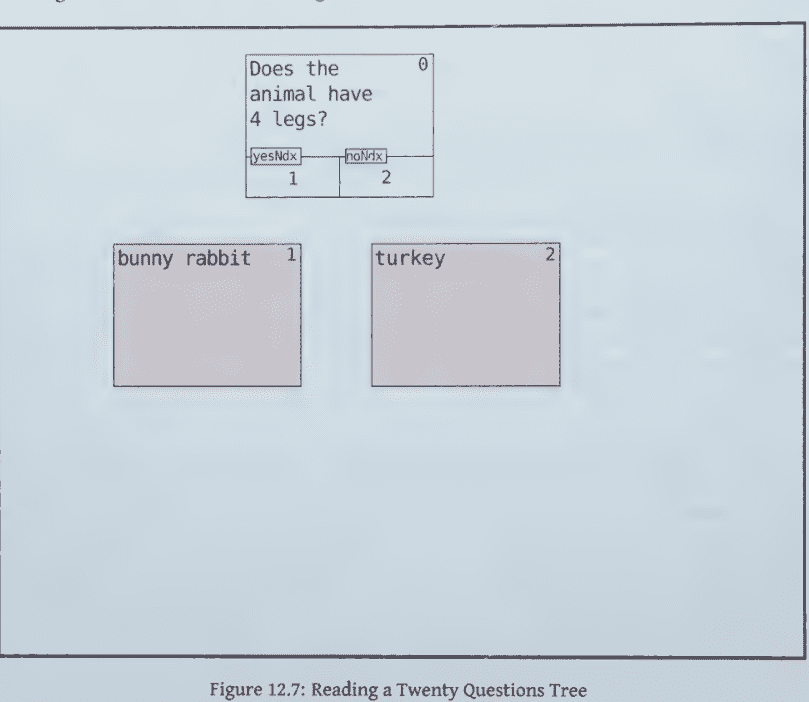 Does the 0
animal have
4 legs?
yesNdx noNdx
1 2
bunny rabbit 1 turkey 2
Figure 12.7: Reading a Twenty Questions Tree